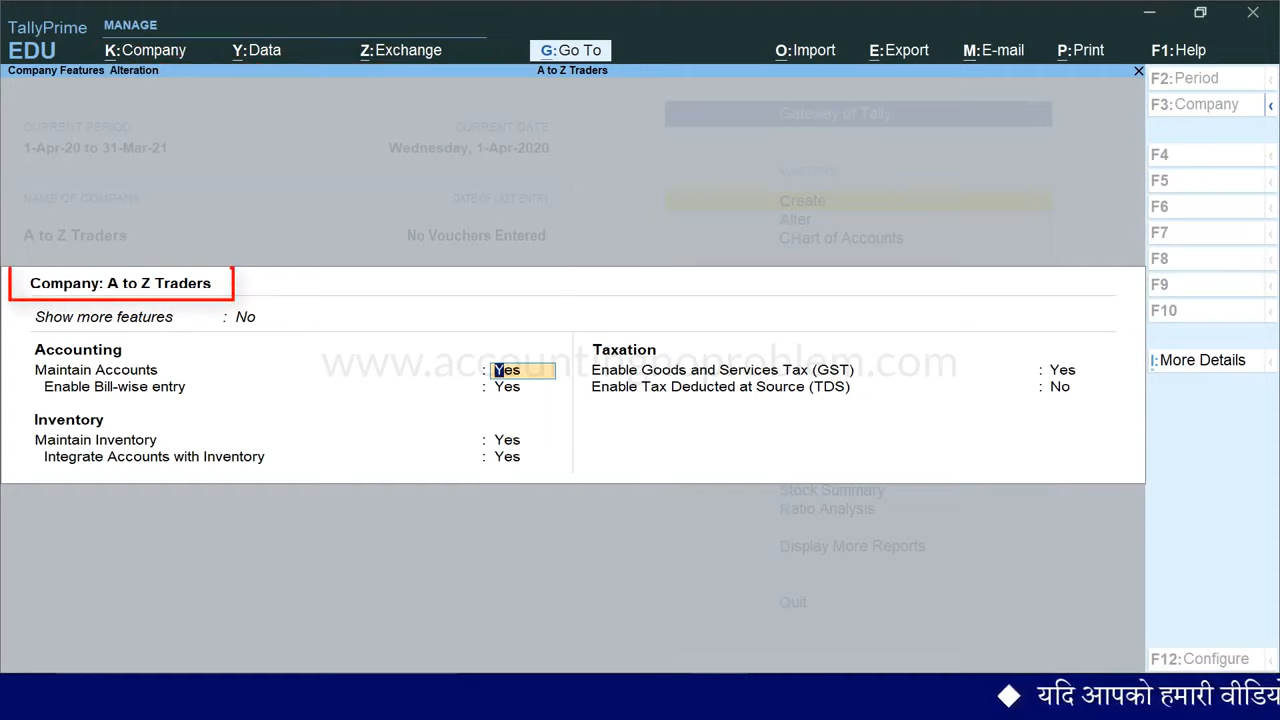 TallyPrime
MANAGE
EDU
K:Company
Y:Data
Z:Exchange
G:Go To
O:Import
E:Export
M:E-mail
P:Print
F1:Help
Company Features Alteration
A to Z Traders
F2:Period
F3:Company
CURRENT PERIOD
CURRENT DATE
Gateway of Tally
1-Apr-20 to 31-Mar-21
Wednesday, 1-Apr-2020
F4
MASTERS
F5
NAME OF COMPANY
DATE OF LAST ENTRY
Create
F6
Alter
A to Z Traders
No Vouchers Entered
CHart of Accounts
F7
F8
Company: A to Z Traders
F9
Show more features : No
F10
Accounting
Taxation
www.accountingnoproblem.com
More Details
Maintain Accounts : Yes
Enable Goods and Services Tax (GST) : Yes
Enable Bill-wise entry : Yes
Enable Tax Deducted at Source (TDS) : No
Inventory
Maintain Inventory : Yes
Integrate Accounts with Inventory : Yes
Stock Summary
Ratio Analysis
Display More Reports
Quit
F12:Configure
◆ यदि आपको हमारी वीडियो